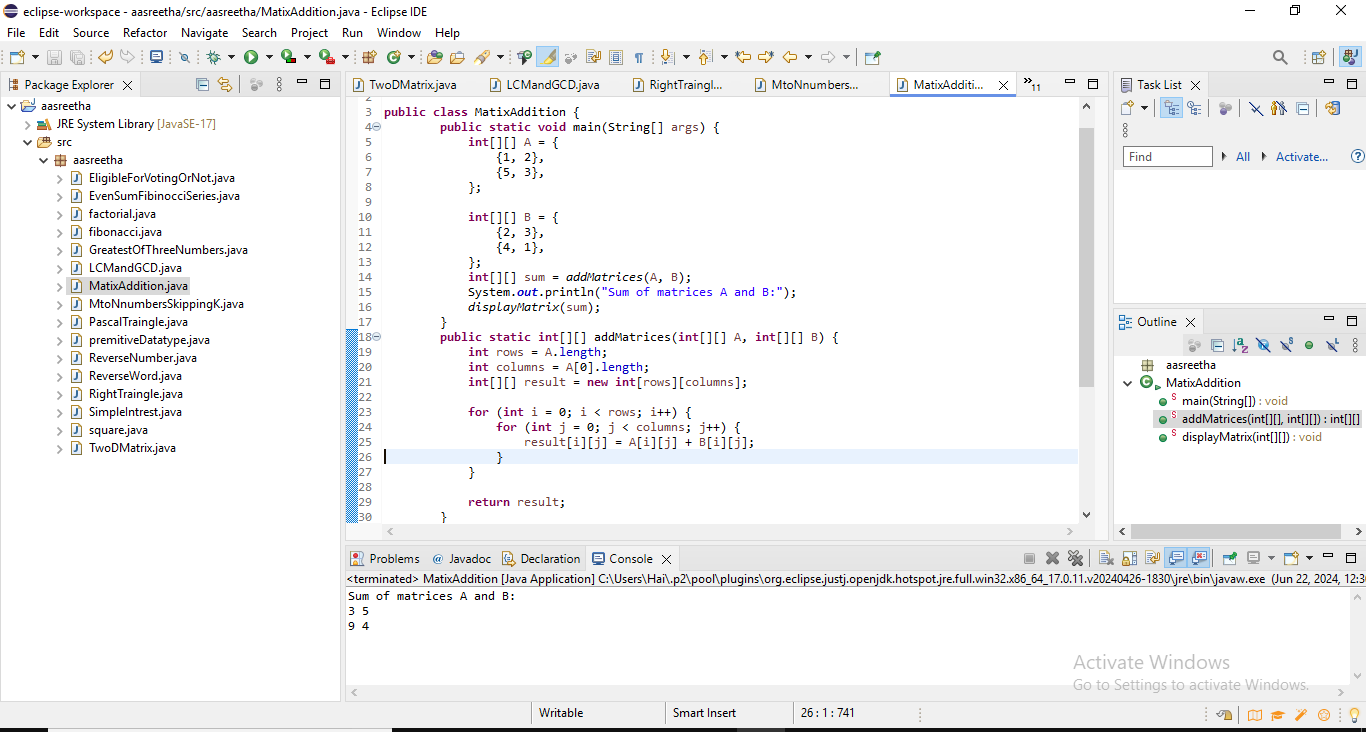 eclipse-workspace - aasreetha/src/aasreetha/MatixAddition.java - Eclipse IDE
File Edit Source Refactor Navigate Search Project Run Window Help
Package Explorer
aasreetha
JRE System Library [JavaSE-17]
src
aasreetha
EligibleForVotingOrNot.java
EvenSumFibinocciSeries.java
factorial.java
fibonacci.java
GreatestOfThreeNumbers.java
LCMandGCD.java
MatixAddition.java
MtoNnumbersSkippingK.java
PascalTraingle.java
premitiveDatatype.java
ReverseNumber.java
ReverseWord.java
RightTraingle.java
SimpleIntrest.java
square.java
TwoDMatrix.java
TwoDMatrix.java LCMandGCD.java RightTraingl... MtoNnumbers... MatixAdditi... »11
2
3 public class MatixAddition {
4 public static void main(String[] args) {
5 int[][] A = {
6 {1, 2},
7 {5, 3},
8 };
9
10 int[][] B = {
11 {2, 3},
12 {4, 1},
13 };
14 int[][] sum = addMatrices(A, B);
15 System.out.println("Sum of matrices A and B:");
16 displayMatrix(sum);
17 }
18 public static int[][] addMatrices(int[][] A, int[][] B) {
19 int rows = A.length;
20 int columns = A[0].length;
21 int[][] result = new int[rows][columns];
22
23 for (int i = 0; i < rows; i++) {
24 for (int j = 0; j < columns; j++) {
25 result[i][j] = A[i][j] + B[i][j];
26 }
27 }
28
29 return result;
30 }
Task List
Find All Activate...
Outline
aasreetha
MatixAddition
main(String[]) : void
addMatrices(int[][], int[][]) : int[][]
displayMatrix(int[][]) : void
Problems Javadoc Declaration Console
<terminated> MatixAddition [Java Application] C:\Users\Hai\.p2\pool\plugins\org.eclipse.justj.openjdk.hotspot.jre.full.win32.x86_64_17.0.11.v20240426-1830\jre\bin\javaw.exe (Jun 22, 2024, 12:3
Sum of matrices A and B:
3 5
9 4
Activate Windows
Go to Settings to activate Windows.
Writable Smart Insert 26 : 1 : 741